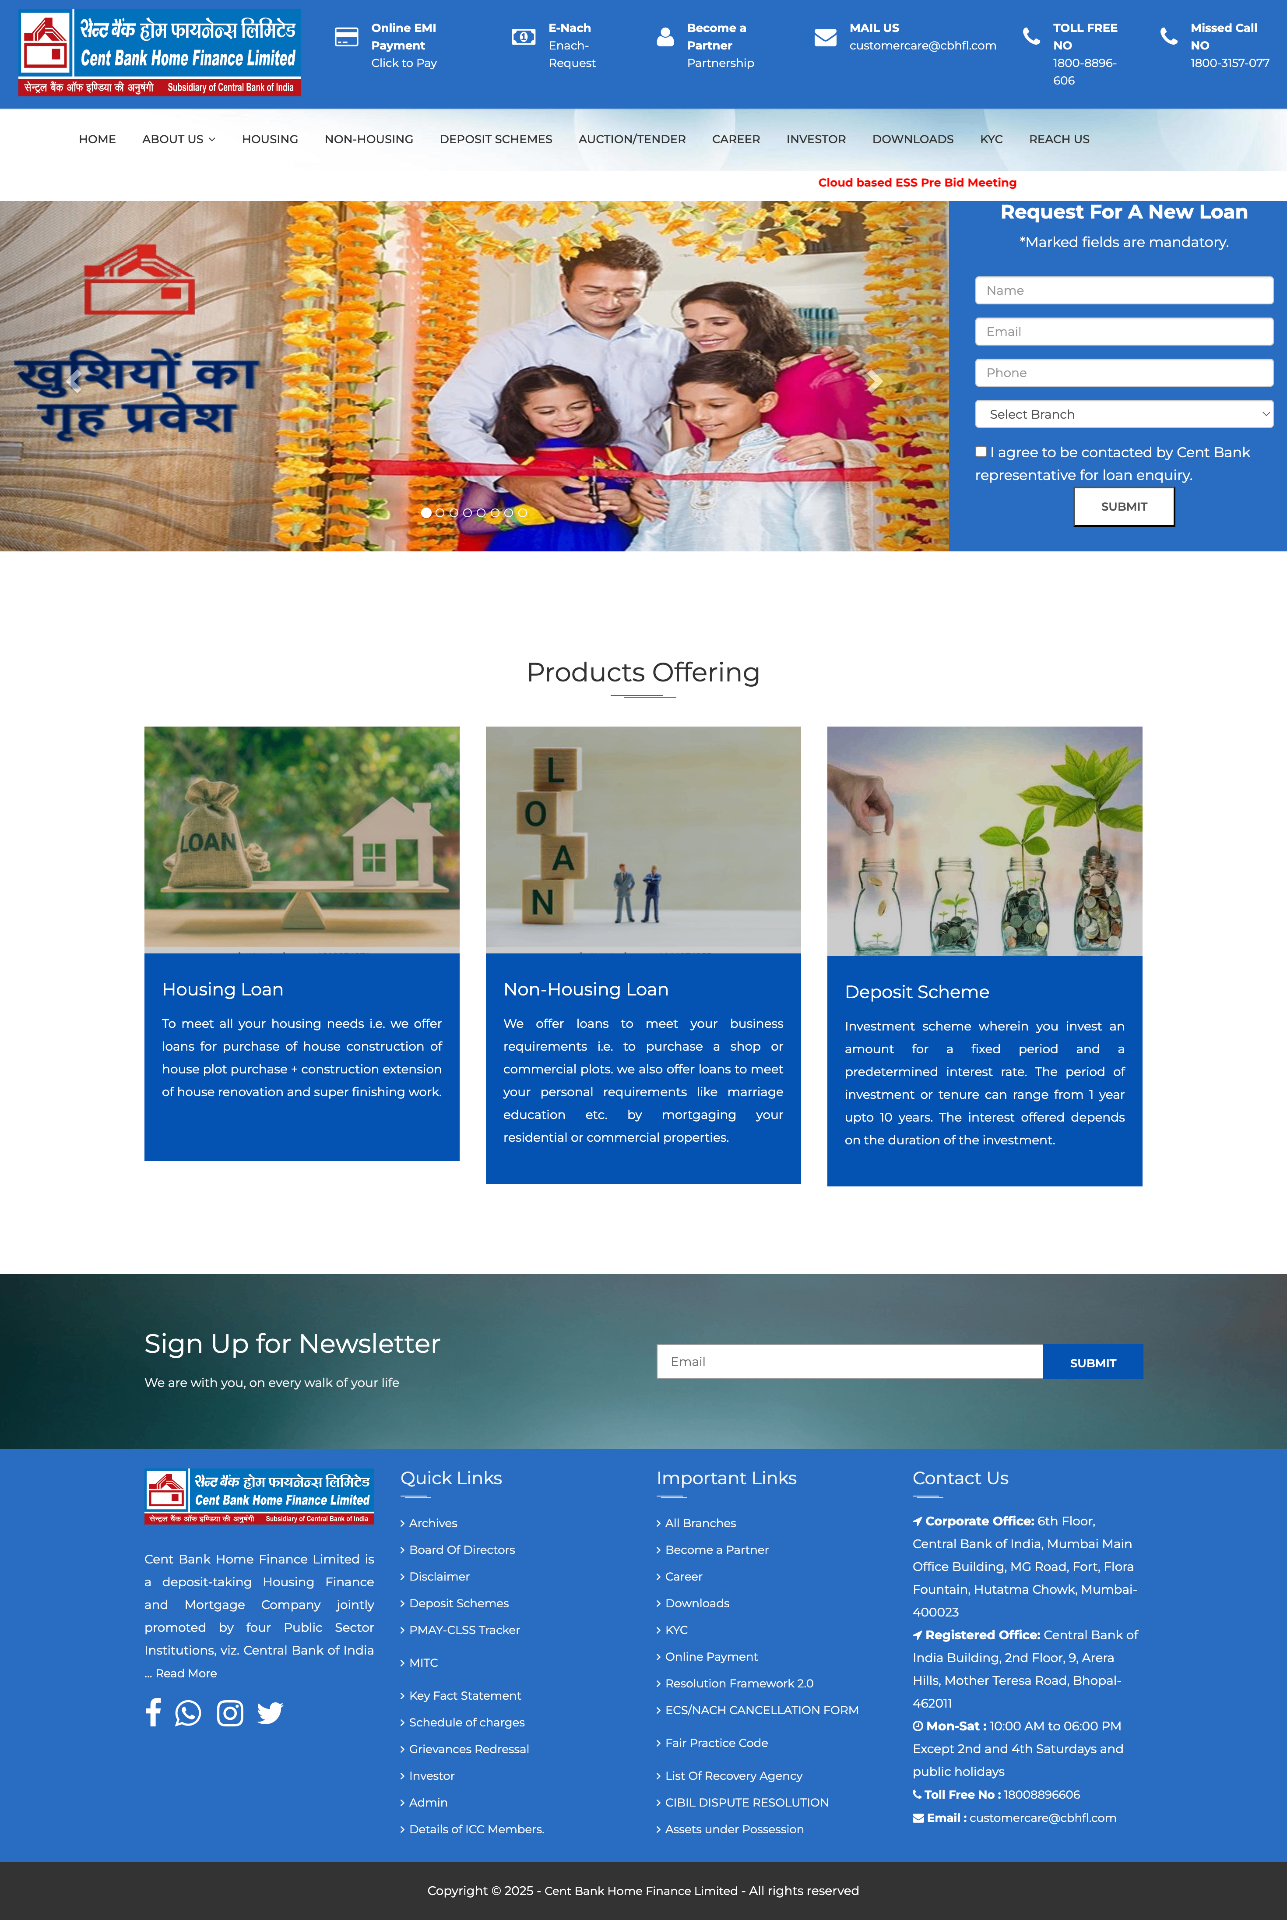 सेन्ट बैंक होम फायनेन्स लिमिटेड
Cent Bank Home Finance Limited
सेन्ट्रल बैंक ऑफ इण्डिया की अनुषंगी Subsidiary of Central Bank of India
Online EMI
Payment
Click to Pay
E-Nach
Enach-
Request
Become a
Partner
Partnership
MAIL US
customercare@cbhfl.com
TOLL FREE
NO
1800-8896-
606
Missed Call
NO
1800-3157-077
HOME ABOUT US HOUSING NON-HOUSING DEPOSIT SCHEMES AUCTION/TENDER CAREER INVESTOR DOWNLOADS KYC REACH US
Cloud based ESS Pre Bid Meeting
खुशियों का
गृह प्रवेश
Request For A New Loan
*Marked fields are mandatory.
Name
Email
Phone
Select Branch
I agree to be contacted by Cent Bank
representative for loan enquiry.
SUBMIT
Products Offering
LOAN
Housing Loan
To meet all your housing needs i.e. we offer
loans for purchase of house construction of
house plot purchase + construction extension
of house renovation and super finishing work.
L
O
A
N
Non-Housing Loan
We offer loans to meet your business
requirements i.e. to purchase a shop or
commercial plots. we also offer loans to meet
your personal requirements like marriage
education etc. by mortgaging your
residential or commercial properties.
Deposit Scheme
Investment scheme wherein you invest an
amount for a fixed period and a
predetermined interest rate. The period of
investment or tenure can range from 1 year
upto 10 years. The interest offered depends
on the duration of the investment.
Sign Up for Newsletter
We are with you, on every walk of your life
Email
SUBMIT
सेन्ट बैंक होम फायनेन्स लिमिटेड
Cent Bank Home Finance Limited
सेन्ट्रल बैंक ऑफ इण्डिया की अनुषंगी Subsidiary of Central Bank of India
Cent Bank Home Finance Limited is
a deposit-taking Housing Finance
and Mortgage Company jointly
promoted by four Public Sector
Institutions, viz. Central Bank of India
... Read More
Quick Links
Archives
Board Of Directors
Disclaimer
Deposit Schemes
PMAY-CLSS Tracker
MITC
Key Fact Statement
Schedule of charges
Grievances Redressal
Investor
Admin
Details of ICC Members.
Important Links
All Branches
Become a Partner
Career
Downloads
KYC
Online Payment
Resolution Framework 2.0
ECS/NACH CANCELLATION FORM
Fair Practice Code
List Of Recovery Agency
CIBIL DISPUTE RESOLUTION
Assets under Possession
Contact Us
Corporate Office: 6th Floor,
Central Bank of India, Mumbai Main
Office Building, MG Road, Fort, Flora
Fountain, Hutatma Chowk, Mumbai-
400023
Registered Office: Central Bank of
India Building, 2nd Floor, 9, Arera
Hills, Mother Teresa Road, Bhopal-
462011
Mon-Sat : 10:00 AM to 06:00 PM
Except 2nd and 4th Saturdays and
public holidays
Toll Free No : 18008896606
Email : customercare@cbhfl.com
Copyright © 2025 - Cent Bank Home Finance Limited - All rights reserved